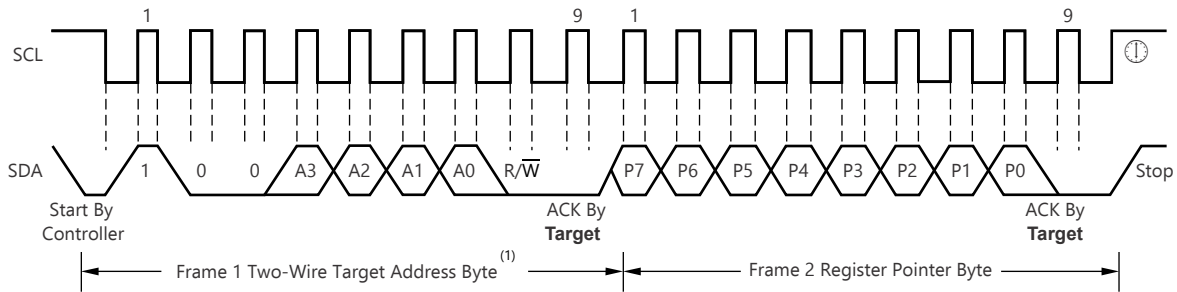 1 9 1 9
SCL
SDA 1 0 0 A3 A2 A1 A0 R/W̅ P7 P6 P5 P4 P3 P2 P1 P0 Stop
Start By
Controller
ACK By
Target
ACK By
Target
Frame 1 Two-Wire Target Address Byte (1)
Frame 2 Register Pointer Byte